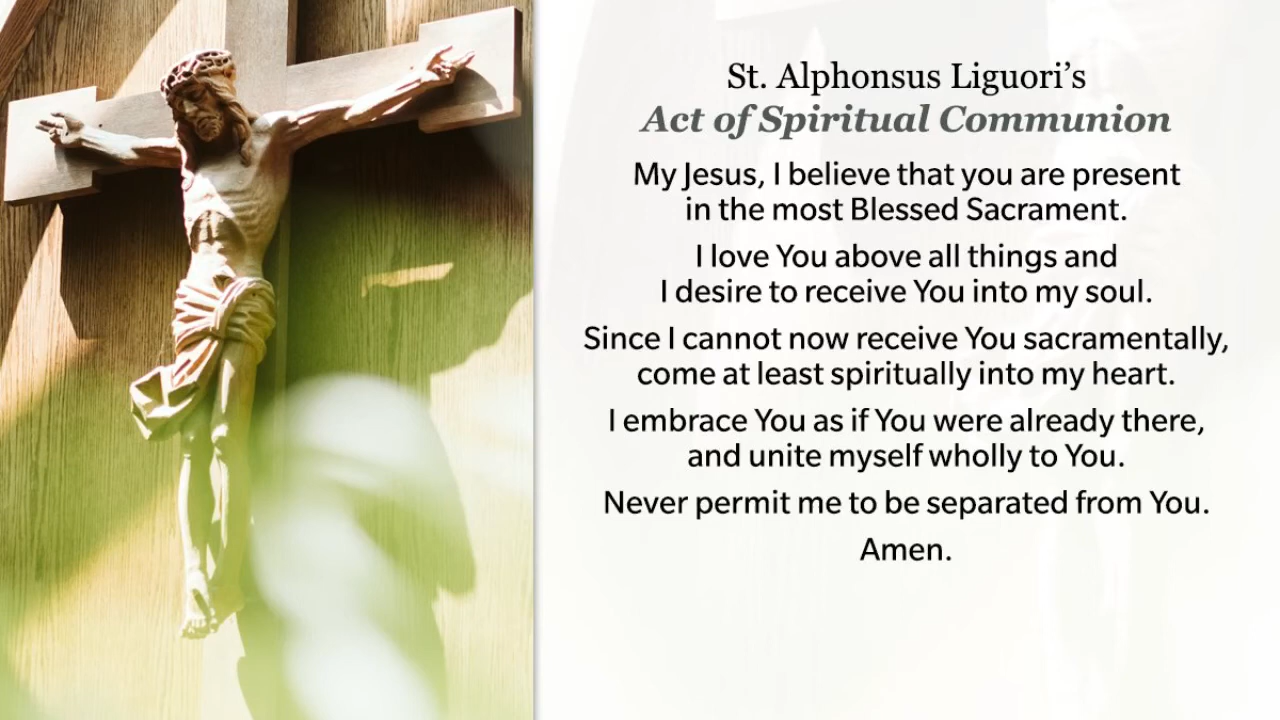 St. Alphonsus Liguori’s
Act of Spiritual Communion
My Jesus, I believe that you are present
in the most Blessed Sacrament.
I love You above all things and
I desire to receive You into my soul.
Since I cannot now receive You sacramentally,
come at least spiritually into my heart.
I embrace You as if You were already there,
and unite myself wholly to You.
Never permit me to be separated from You.
Amen.